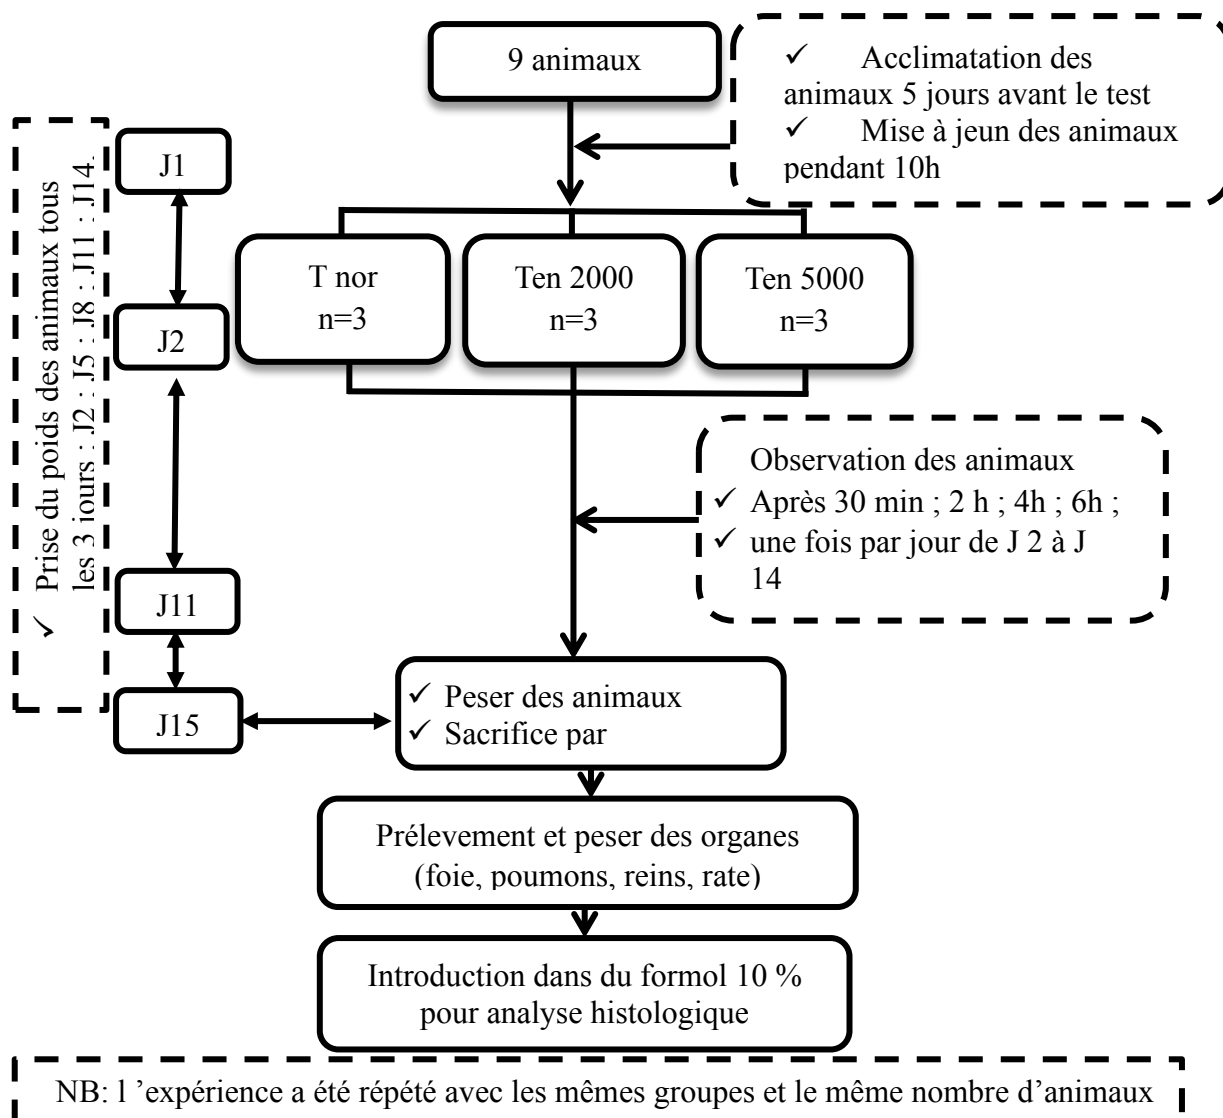 9 animaux
✓ Acclimatation des
animaux 5 jours avant le test
✓ Mise à jeun des animaux
pendant 10h
✓ Prise du poids des animaux tous
les 3 jours : J2 : J5 : J8 : J11 : J14.
J1
J2
J11
J15
T nor
n=3
Ten 2000
n=3
Ten 5000
n=3
Observation des animaux
✓ Après 30 min ; 2 h ; 4h ; 6h ;
✓ une fois par jour de J 2 à J
14
✓ Peser des animaux
✓ Sacrifice par
Prélevement et peser des organes
(foie, poumons, reins, rate)
Introduction dans du formol 10 %
pour analyse histologique
NB: l ’expérience a été répété avec les mêmes groupes et le même nombre d’animaux